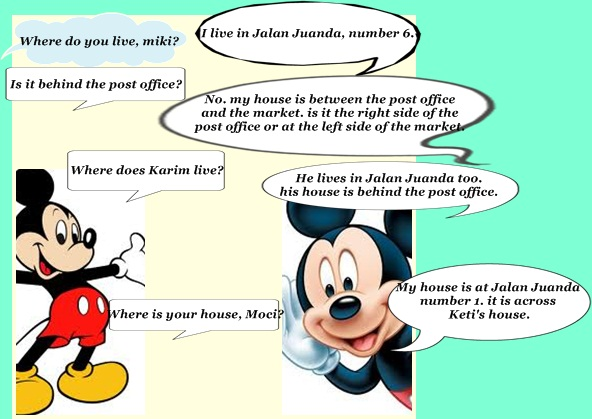 Where do you live, miki?
I live in Jalan Juanda, number 6.
Is it behind the post office?
No. my house is between the post office
and the market. is it the right side of the
post office or at the left side of the market.
Where does Karim live?
He lives in Jalan Juanda too.
his house is behind the post office.
Where is your house, Moci?
My house is at Jalan Juanda
number 1. it is across
Keti's house.